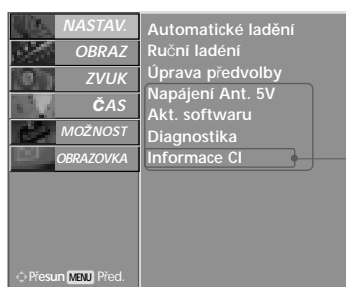 NASTAV.
OBRAZ
ZVUK
ČAS
MOŽNOST
OBRAZOVKA
Automatické ladění
Ruční ladéní
Úprava předvolby
Napájení Ant. 5V
Akt. softwaru
Diagnostika
Informace CI
Přesun MENU Před.